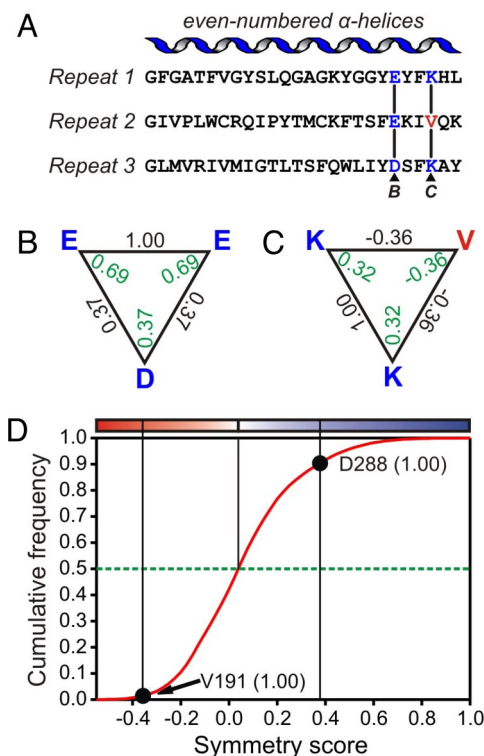 A
even-numbered α-helices
Repeat 1 GFGATFVGYSLQGAGKYGGYEYFKHL
Repeat 2 GIVPLWCRQIPYTMCKFTSFEKIVQK
Repeat 3 GLMVRIVMIGTLTSFQWLIYDSFKAY
B C
B
E 1.00 E
0.69 0.69
0.37 0.37 0.37
D
C
K -0.36 V
0.32 -0.36
1.00 0.32 -0.36
K
D
1.0
0.9
0.8
0.7
0.6
0.5
0.4
0.3
0.2
0.1
0.0
Cumulative frequency
D288 (1.00)
V191 (1.00)
-0.4 -0.2 0.0 0.2 0.4 0.6 0.8 1.0
Symmetry score